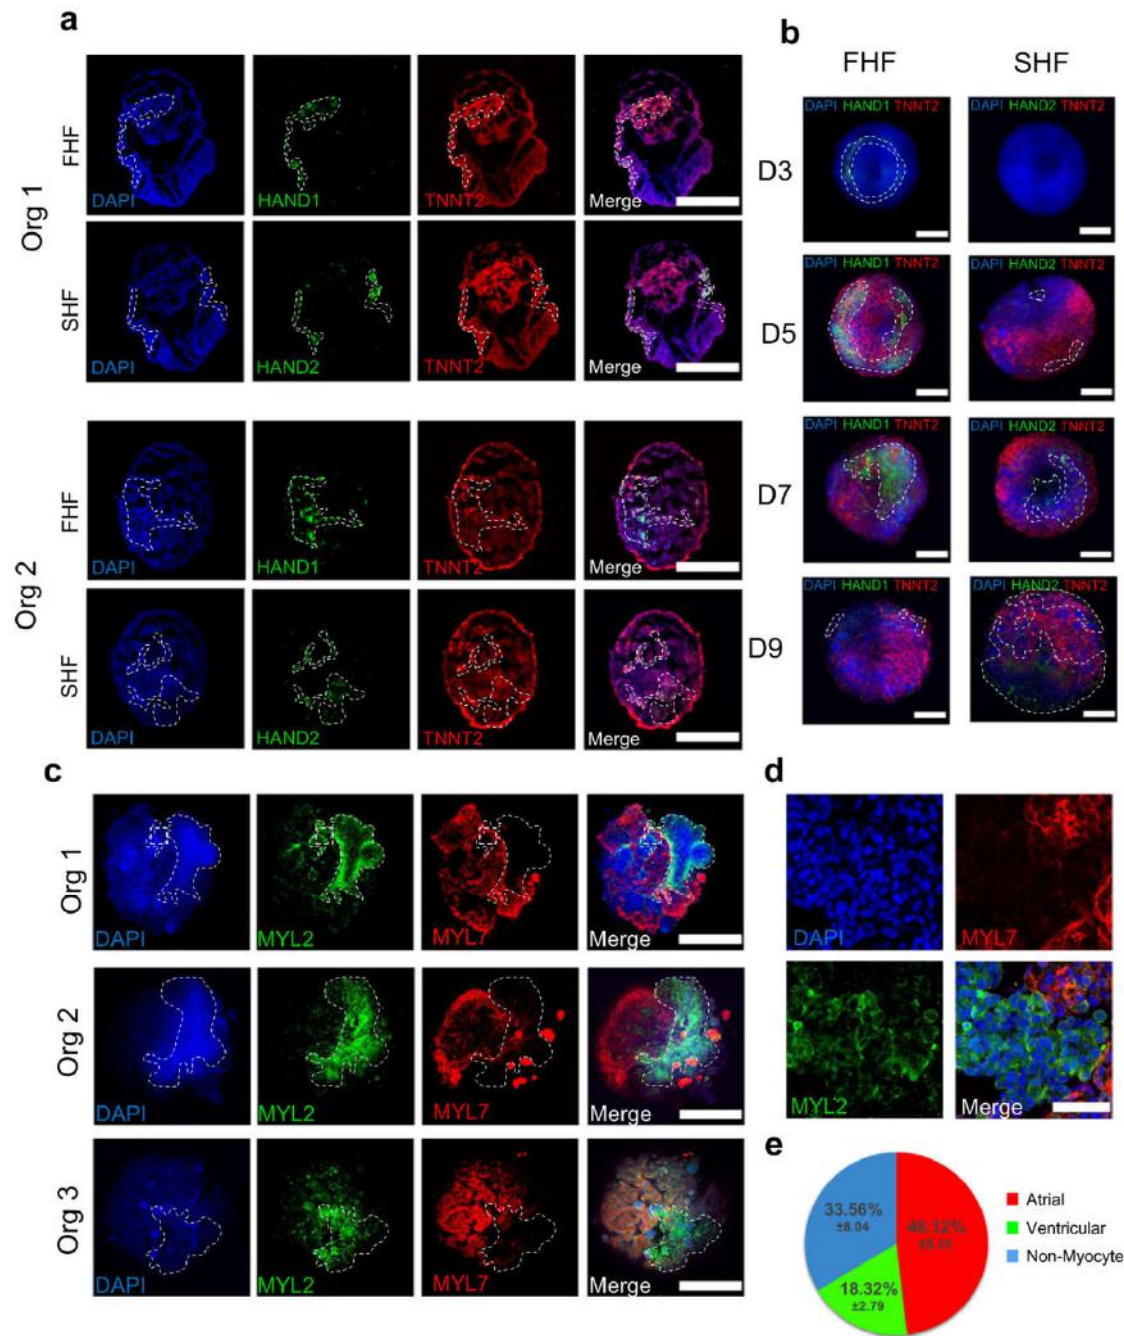 a
FHF
DAPI
HAND1
TNNT2
Merge
Org 1
SHF
DAPI
HAND2
TNNT2
Merge
FHF
DAPI
HAND1
TNNT2
Merge
Org 2
SHF
DAPI
HAND2
TNNT2
Merge
b
FHF SHF
D3
DAPI HAND1 TNNT2
DAPI HAND2 TNNT2
D5
DAPI HAND1 TNNT2
DAPI HAND2 TNNT2
D7
DAPI HAND1 TNNT2
DAPI HAND2 TNNT2
D9
DAPI HAND1 TNNT2
DAPI HAND2 TNNT2
c
Org 1
DAPI
MYL2
MYL7
Merge
Org 2
DAPI
MYL2
MYL7
Merge
Org 3
DAPI
MYL2
MYL7
Merge
d
DAPI
MYL7
MYL2
Merge
e
33.56%
±8.04
48.12%
18.32%
±2.79
Atrial
Ventricular
Non-Myocyte